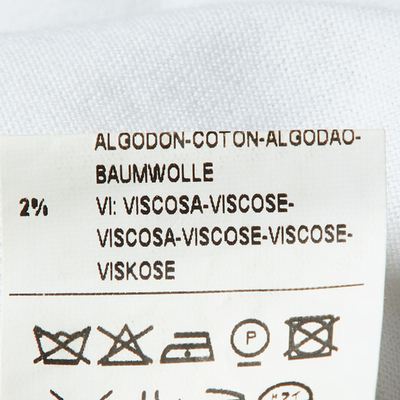 ALGODON-COTON-ALGODAO-
BAUMWOLLE
2% VI: VISCOSA-VISCOSE-
VISCOSA-VISCOSE-VISCOSE-
VISKOSE
P